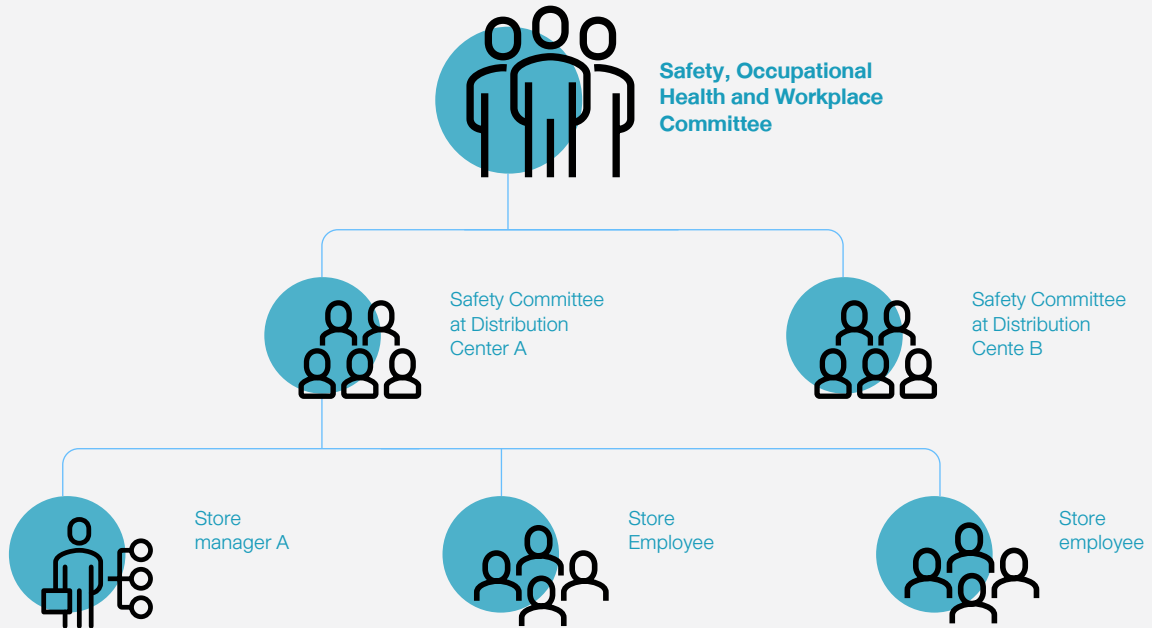 Safety, Occupational
Health and Workplace
Committee
Safety Committee
at Distribution
Center A
Safety Committee
at Distribution
Cente B
Store
manager A
Store
Employee
Store
employee